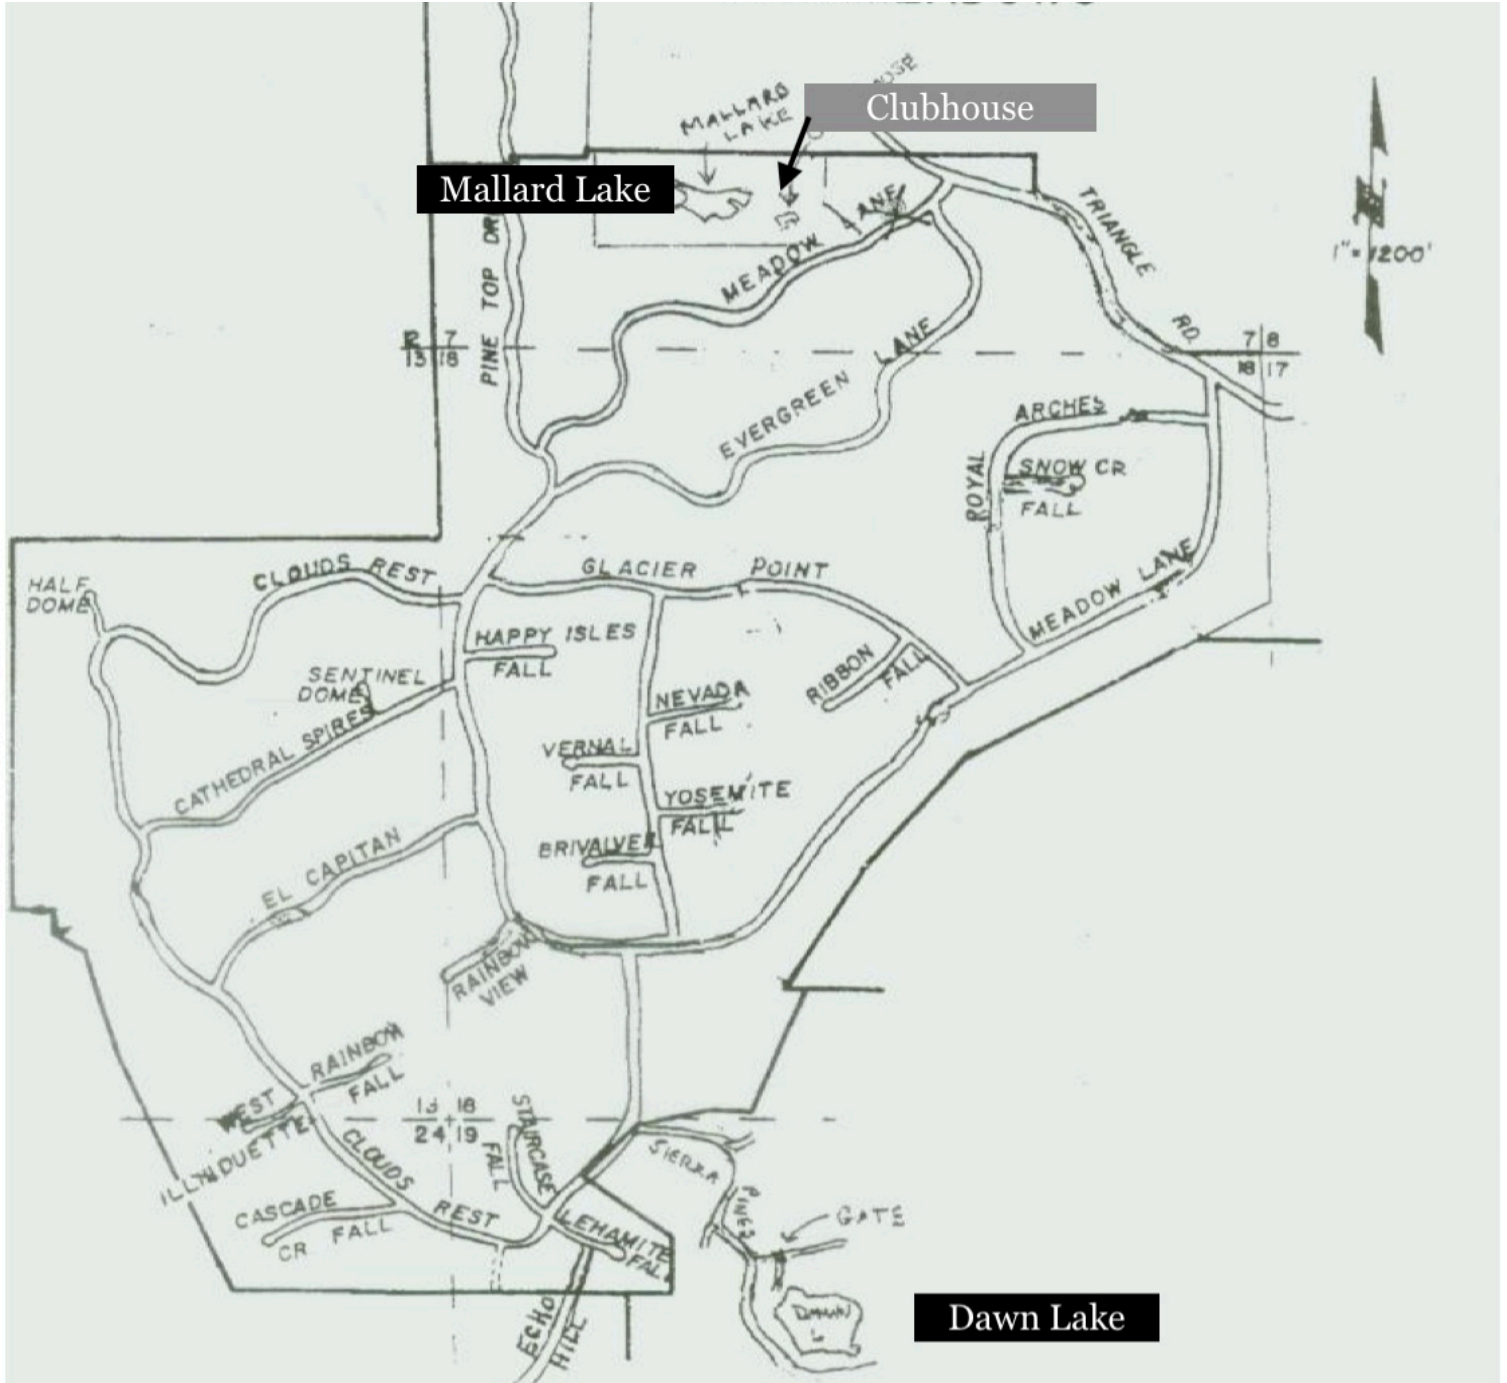 MALLARD
LAKE
Clubhouse
Mallard Lake
MEADOW LANE
TRIANGLE
RD.
1"=1200'
PINE TOP
7
18
7 8
18 17
EVERGREEN LANE
ARCHES
ROYAL
SNOW CR
FALL
MEADOW LANE
CLOUDS REST
GLACIER POINT
HALF
DOME
HAPPY ISLES
FALL
SENTINEL
DOME
RIBBON
FALL
NEVADA
FALL
CATHEDRAL SPIRES
VERNAL
FALL
YOSEMITE
FALL
EL CAPITAN
BRIVALVEE
FALL
RAINBOW
VIEW
RAINBOW
FALL
WEST
13 18
24 19
STAIRCASE
FALL
CLOUDS
REST
SIERRA
PINES
CASCADE
CR FALL
LEHAMITE
FALL
GATE
ECHO
HILL
DAWN
Dawn Lake